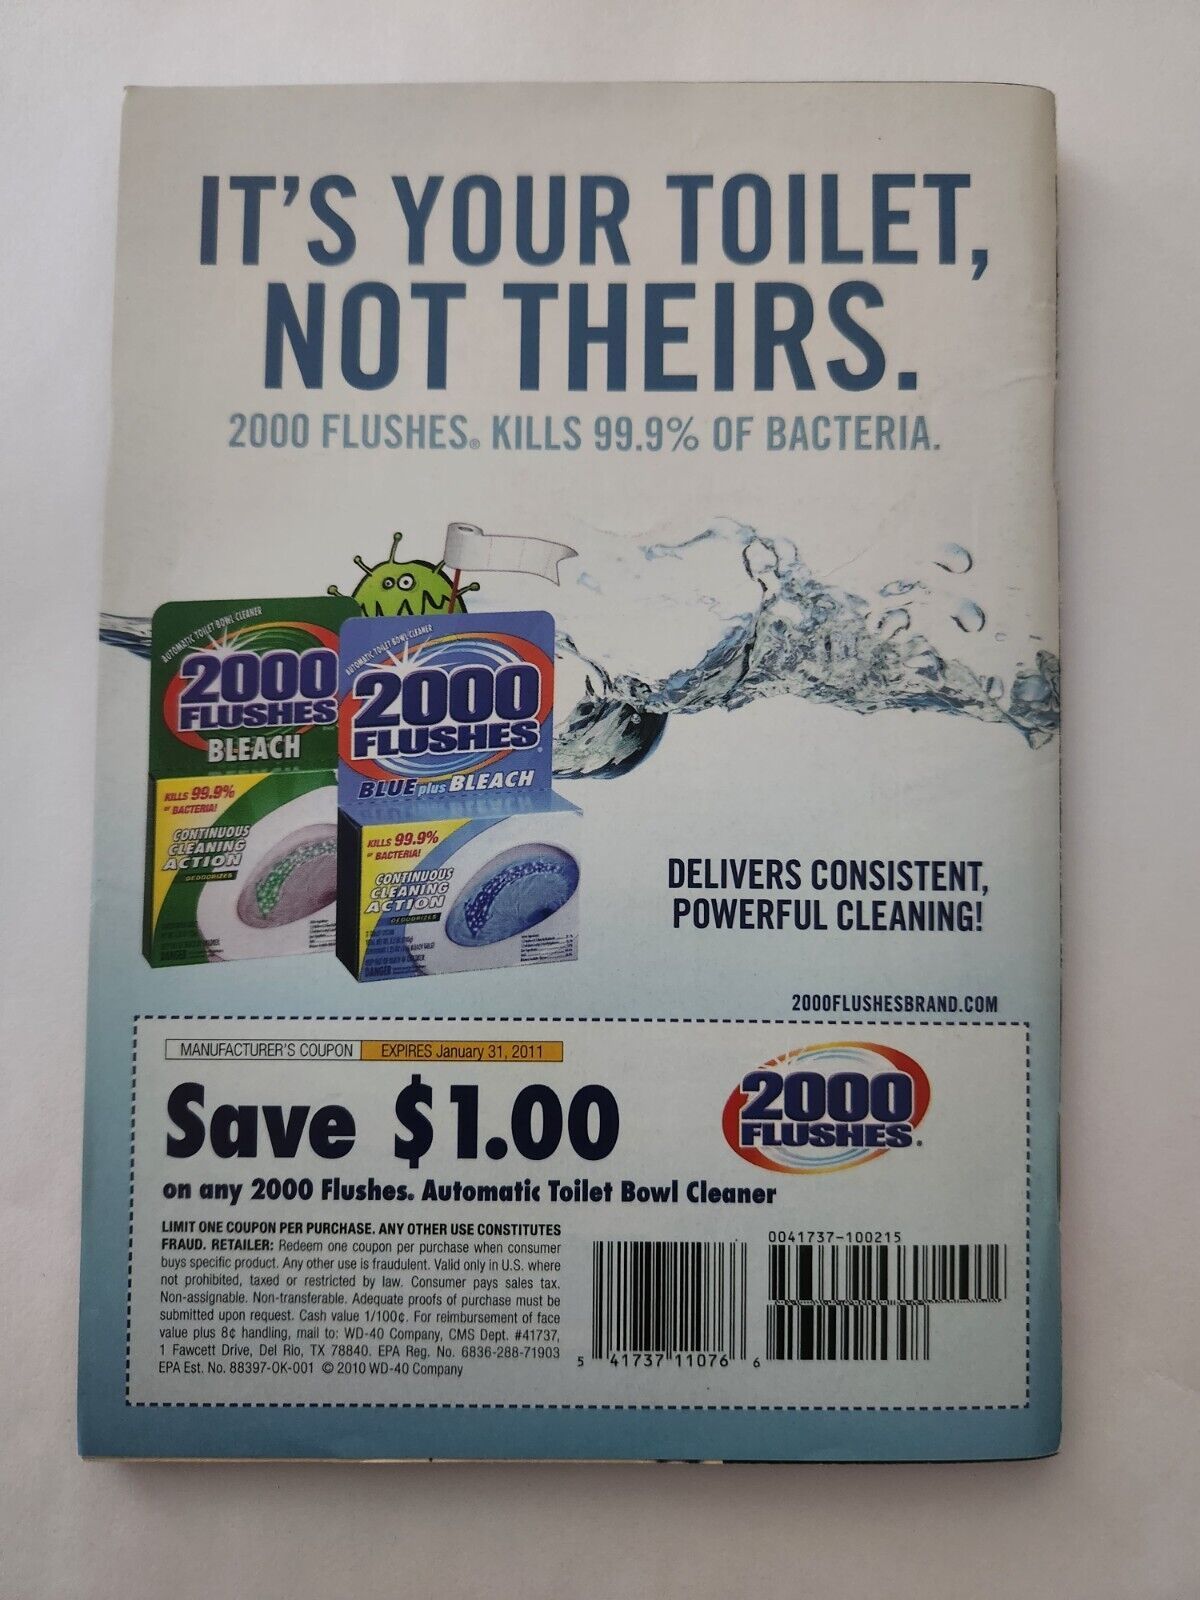 IT'S YOUR TOILET,
NOT THEIRS.
2000 FLUSHES® KILLS 99.9% OF BACTERIA.
AUTOMATIC TOILET BOWL CLEANER
2000
FLUSHES
BLEACH
KILLS 99.9%
OF BACTERIA!
CONTINUOUS
CLEANING
ACTION
DEODORIZES
AUTOMATIC TOILET BOWL CLEANER
2000
FLUSHES®
BLUE plus BLEACH
KILLS 99.9%
OF BACTERIA!
CONTINUOUS
CLEANING
ACTION
DEODORIZES
DANGER
DELIVERS CONSISTENT,
POWERFUL CLEANING!
2000FLUSHESBRAND.COM
MANUFACTURER'S COUPON EXPIRES January 31, 2011
Save $1.00
2000
FLUSHES®
on any 2000 Flushes® Automatic Toilet Bowl Cleaner
LIMIT ONE COUPON PER PURCHASE. ANY OTHER USE CONSTITUTES
FRAUD. RETAILER: Redeem one coupon per purchase when consumer
buys specific product. Any other use is fraudulent. Valid only in U.S. where
not prohibited, taxed or restricted by law. Consumer pays sales tax.
Non-assignable. Non-transferable. Adequate proofs of purchase must be
submitted upon request. Cash value 1/100¢. For reimbursement of face
value plus 8¢ handling, mail to: WD-40 Company, CMS Dept. #41737,
1 Fawcett Drive, Del Rio, TX 78840. EPA Reg. No. 6836-288-71903
EPA Est. No. 88397-OK-001 © 2010 WD-40 Company
5 41737 11076 6
0041737-100215